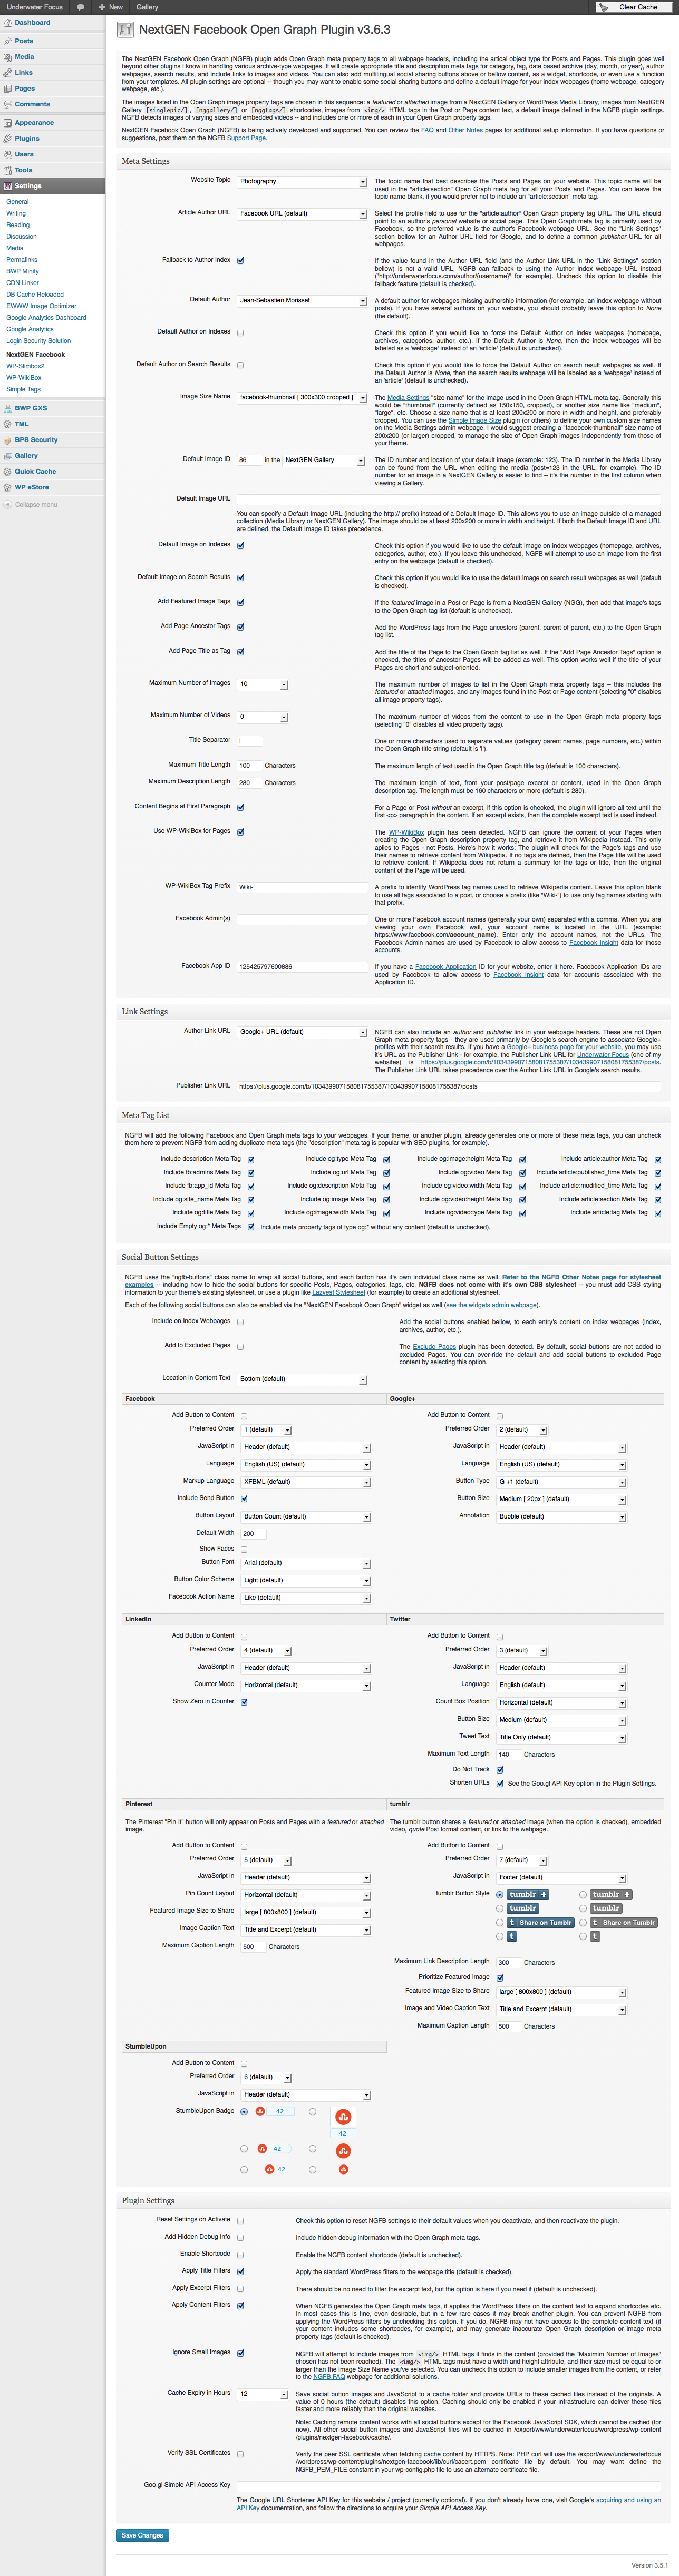 Underwater Focus + New Gallery Clear Cache
Dashboard
Posts
Media
Links
Pages
Comments
Appearance
Plugins
Users
Tools
Settings
General
Writing
Reading
Discussion
Media
Permalinks
BWP Minify
CDN Linker
DB Cache Reloaded
EWWW Image Optimizer
Google Analytics Dashboard
Google Analytics
Login Security Solution
NextGEN Facebook
WP-Slimbox2
WP-WikiBox
Simple Tags
BWP GXS
TML
BPS Security
Gallery
Quick Cache
WP eStore
Collapse menu
NextGEN Facebook Open Graph Plugin v3.6.3
The NextGEN Facebook Open Graph (NGFB) plugin adds Open Graph meta property tags to all webpage headers, including the artical object type for Posts and Pages. This plugin goes well
beyond other plugins I know in handling various archive-type webpages. It will create appropriate title and description meta tags for category, tag, date based archive (day, month, or year), author
webpages, search results, and include links to images and videos. You can also add multilingual social sharing buttons above or bellow content, as a widget, shortcode, or even use a function
from your templates. All plugin settings are optional -- though you may want to enable some social sharing buttons and define a default image for your index webpages (home webpage, category
webpage, etc.).
The images listed in the Open Graph image property tags are chosen in this sequence: a featured or attached image from a NextGEN Gallery or WordPress Media Library, images from NextGEN
Gallery [singlepic/], [nggallery/] or [nggtags/] shortcodes, images from <img/> HTML tags in the Post or Page content text, a default image defined in the NGFB plugin settings.
NGFB detects images of varying sizes and embedded videos -- and includes one or more of each in your Open Graph property tags.
NextGEN Facebook Open Graph (NGFB) is being actively developed and supported. You can review the FAQ and Other Notes pages for additional setup information. If you have questions or
suggestions, post them on the NGFB Support Page.
Meta Settings
Website Topic Photography
The topic name that best describes the Posts and Pages on your website. This topic name will be
used in the "article:section" Open Graph meta tag for all your Posts and Pages. You can leave the
topic name blank, if you would prefer not to include an "article:section" meta tag.
Article Author URL Facebook URL (default)
Select the profile field to use for the "article:author" Open Graph property tag URL. The URL should
point to an author's personal website or social page. This Open Graph meta tag is primarily used by
Facebook, so the preferred value is the author's Facebook webpage URL. See the "Link Settings"
section bellow for an Author URL field for Google, and to define a common publisher URL for all
webpages.
Fallback to Author Index
If the value found in the Author URL field (and the Author Link URL in the "Link Settings" section
bellow) is not a valid URL, NGFB can fallback to using the Author Index webpage URL instead
("http://underwaterfocus.com/author/{username}" for example). Uncheck this option to disable this
fallback feature (default is checked).
Default Author Jean-Sebastien Morisset
A default author for webpages missing authorship information (for example, an index webpage without
posts). If you have several authors on your website, you should probably leave this option to None
(the default).
Default Author on Indexes
Check this option if you would like to force the Default Author on index webpages (homepage,
archives, categories, author, etc.). If the Default Author is None, then the index webpages will be
labeled as a 'webpage' instead of an 'article' (default is unchecked).
Default Author on Search Results
Check this option if you would like to force the Default Author on search result webpages as well. If
the Default Author is None, then the search results webpage will be labeled as a 'webpage' instead of
an 'article' (default is unchecked).
Image Size Name facebook-thumbnail [ 300x300 cropped ]
The Media Settings "size name" for the image used in the Open Graph HTML meta tag. Generally this
would be "thumbnail" (currently defined as 150x150, cropped), or another size name like "medium",
"large", etc. Choose a size name that is at least 200x200 or more in width and height, and preferably
cropped. You can use the Simple Image Size plugin (or others) to define your own custom size names
on the Media Settings admin webpage. I would suggest creating a "facebook-thumbnail" size name of
200x200 (or larger) cropped, to manage the size of Open Graph images independently from those of
your theme.
Default Image ID 86 in the NextGEN Gallery
The ID number and location of your default image (example: 123). The ID number in the Media Library
can be found from the URL when editing the media (post=123 in the URL, for example). The ID
number for an image in a NextGEN Gallery is easier to find -- it's the number in the first column when
viewing a Gallery.
Default Image URL
You can specify a Default Image URL (including the http:// prefix) instead of a Default Image ID. This allows you to use an image outside of a managed
collection (Media Library or NextGEN Gallery). The image should be at least 200x200 or more in width and height. If both the Default Image ID and URL
are defined, the Default Image ID takes precedence.
Default Image on Indexes
Check this option if you would like to use the default image on index webpages (homepage, archives,
categories, author, etc.). If you leave this unchecked, NGFB will attempt to use an image from the first
entry on the webpage (default is checked).
Default Image on Search Results
Check this option if you would like to use the default image on search result webpages as well (default
is checked).
Add Featured Image Tags
If the featured image in a Post or Page is from a NextGEN Gallery (NGG), then add that image's tags
to the Open Graph tag list (default is unchecked).
Add Page Ancestor Tags
Add the WordPress tags from the Page ancestors (parent, parent of parent, etc.) to the Open Graph
tag list.
Add Page Title as Tag
Add the title of the Page to the Open Graph tag list as well. If the "Add Page Ancestor Tags" option is
checked, the titles of ancestor Pages will be added as well. This option works well if the title of your
Pages are short and subject-oriented.
Maximum Number of Images 10
The maximum number of images to list in the Open Graph meta property tags -- this includes the
featured or attached images, and any images found in the Post or Page content (selecting "0" disables
all image property tags).
Maximum Number of Videos 0
The maximum number of videos from the content to use in the Open Graph meta property tags
(selecting "0" disables all video property tags).
Title Separator |
One or more characters used to separate values (category parent names, page numbers, etc.) within
the Open Graph title string (default is '|').
Maximum Title Length 100 Characters
The maximum length of text used in the Open Graph title tag (default is 100 characters).
Maximum Description Length 280 Characters
The maximum length of text, from your post/page excerpt or content, used in the Open Graph
description tag. The length must be 160 characters or more (default is 280).
Content Begins at First Paragraph
For a Page or Post without an excerpt, if this option is checked, the plugin will ignore all text until the
first <p> paragraph in the content. If an excerpt exists, then the complete excerpt text is used instead.
Use WP-WikiBox for Pages
The WP-WikiBox plugin has been detected. NGFB can ignore the content of your Pages when
creating the Open Graph description property tag, and retrieve it from Wikipedia instead. This only
aplies to Pages - not Posts. Here's how it works: The plugin will check for the Page's tags and use
their names to retrieve content from Wikipedia. If no tags are defined, then the Page title will be used
to retrieve content. If Wikipedia does not return a summary for the tags or title, then the original
content of the Page will be used.
WP-WikiBox Tag Prefix Wiki-
A prefix to identify WordPress tag names used to retrieve Wikipedia content. Leave this option blank
to use all tags associated to a post, or choose a prefix (like "Wiki-") to use only tag names starting with
that prefix.
Facebook Admin(s)
One or more Facebook account names (generally your own) separated with a comma. When you are
viewing your own Facebook wall, your account name is located in the URL (example:
https://www.facebook.com/account_name). Enter only the account names, not the URLs. The
Facebook Admin names are used by Facebook to allow access to Facebook Insight data for those
accounts.
Facebook App ID 125425797600886
If you have a Facebook Application ID for your website, enter it here. Facebook Application IDs are
used by Facebook to allow access to Facebook Insight data for accounts associated with the
Application ID.
Link Settings
Author Link URL Google+ URL (default)
NGFB can also include an author and publisher link in your webpage headers. These are not Open
Graph meta property tags - they are used primarily by Google's search engine to associate Google+
profiles with their search results. If you have a Google+ business page for your website, you may use
it's URL as the Publisher Link - for example, the Publisher Link URL for Underwater Focus (one of my
websites) is https://plus.google.com/b/103439907158081755387/103439907158081755387/posts.
The Publisher Link URL takes precedence over the Author Link URL in Google's search results.
Publisher Link URL https://plus.google.com/b/103439907158081755387/103439907158081755387/posts
Meta Tag List
NGFB will add the following Facebook and Open Graph meta tags to your webpages. If your theme, or another plugin, already generates one or more of these meta tags, you can uncheck
them here to prevent NGFB from adding duplicate meta tags (the "description" meta tag is popular with SEO plugins, for example).
Include description Meta Tag Include og:type Meta Tag Include og:image:height Meta Tag Include article:author Meta Tag
Include fb:admins Meta Tag Include og:url Meta Tag Include og:video Meta Tag Include article:published_time Meta Tag
Include fb:app_id Meta Tag Include og:description Meta Tag Include og:video:width Meta Tag Include article:modified_time Meta Tag
Include og:site_name Meta Tag Include og:image Meta Tag Include og:video:height Meta Tag Include article:section Meta Tag
Include og:title Meta Tag Include og:image:width Meta Tag Include og:video:type Meta Tag Include article:tag Meta Tag
Include Empty og:* Meta Tags Include meta property tags of type og:* without any content (default is unchecked).
Social Button Settings
NGFB uses the "ngfb-buttons" class name to wrap all social buttons, and each button has it's own individual class name as well. Refer to the NGFB Other Notes page for stylesheet
examples -- including how to hide the social buttons for specific Posts, Pages, categories, tags, etc. NGFB does not come with it's own CSS stylesheet -- you must add CSS styling
information to your theme's existing stylesheet, or use a plugin like Lazyest Stylesheet (for example) to create an additional stylesheet.
Each of the following social buttons can also be enabled via the "NextGEN Facebook Open Graph" widget as well (see the widgets admin webpage).
Include on Index Webpages
Add the social buttons enabled bellow, to each entry's content on index webpages (index,
archives, author, etc.).
Add to Excluded Pages
The Exclude Pages plugin has been detected. By default, social buttons are not added to
excluded Pages. You can over-ride the default and add social buttons to excluded Page
content by selecting this option.
Location in Content Text Bottom (default)
Facebook Google+
Add Button to Content Add Button to Content
Preferred Order 1 (default) Preferred Order 2 (default)
JavaScript in Header (default) JavaScript in Header (default)
Language English (US) (default) Language English (US) (default)
Markup Language XFBML (default) Button Type G +1 (default)
Include Send Button Button Size Medium [ 20px ] (default)
Button Layout Button Count (default) Annotation Bubble (default)
Default Width 200
Show Faces
Button Font Arial (default)
Button Color Scheme Light (default)
Facebook Action Name Like (default)
LinkedIn Twitter
Add Button to Content Add Button to Content
Preferred Order 4 (default) Preferred Order 3 (default)
JavaScript in Header (default) JavaScript in Header (default)
Counter Mode Horizontal (default) Language English (default)
Show Zero in Counter Count Box Position Horizontal (default)
Button Size Medium (default)
Tweet Text Title Only (default)
Maximum Text Length 140 Characters
Do Not Track
Shorten URLs See the Goo.gl API Key option in the Plugin Settings.
Pinterest tumblr
The Pinterest "Pin It" button will only appear on Posts and Pages with a featured or attached
image.
The tumblr button shares a featured or attached image (when the option is checked), embedded
video, quote Post format content, or link to the webpage.
Add Button to Content Add Button to Content
Preferred Order 5 (default) Preferred Order 7 (default)
JavaScript in Header (default) JavaScript in Footer (default)
Pin Count Layout Horizontal (default) tumblr Button Style tumblr + tumblr +
Featured Image Size to Share large [ 800x800 ] (default) tumblr tumblr
Image Caption Text Title and Excerpt (default) t Share on Tumblr t Share on Tumblr
Maximum Caption Length 500 Characters t t
Maximum Link Description Length 300 Characters
Prioritize Featured Image
Featured Image Size to Share large [ 800x800 ] (default)
Image and Video Caption Text Title and Excerpt (default)
Maximum Caption Length 500 Characters
StumbleUpon
Add Button to Content
Preferred Order 6 (default)
JavaScript in Header (default)
StumbleUpon Badge 42
42
42
42
Plugin Settings
Reset Settings on Activate Check this option to reset NGFB settings to their default values when you deactivate, and then reactivate the plugin.
Add Hidden Debug Info Include hidden debug information with the Open Graph meta tags.
Enable Shortcode Enable the NGFB content shortcode (default is unchecked).
Apply Title Filters Apply the standard WordPress filters to the webpage title (default is checked).
Apply Excerpt Filters There should be no need to filter the excerpt text, but the option is here if you need it (default is unchecked).
Apply Content Filters When NGFB generates the Open Graph meta tags, it applies the WordPress filters on the content text to expand shortcodes etc.
In most cases this is fine, even desirable, but in a few rare cases it may break another plugin. You can prevent NGFB from
applying the WordPress filters by unchecking this option. If you do, NGFB may not have access to the complete content text (if
your content includes some shortcodes, for example), and may generate inaccurate Open Graph description or image meta
property tags (default is checked).
Ignore Small Images NGFB will attempt to include images from <img/> HTML tags it finds in the content (provided the "Maximum Number of Images"
chosen has not been reached). The <img/> HTML tags must have a width and height attribute, and their size must be equal to or
larger than the Image Size Name you've selected. You can uncheck this option to include smaller images from the content, or refer
to the NGFB FAQ webpage for additional solutions.
Cache Expiry in Hours 12 Save social button images and JavaScript to a cache folder and provide URLs to these cached files instead of the originals. A
value of 0 hours (the default) disables this option. Caching should only be enabled if your infrastructure can deliver these files
faster and more reliably than the original websites.
Note: Caching remote content works with all social buttons except for the Facebook JavaScript SDK, which cannot be cached (for
now). All other social button images and JavaScript files will be cached in /export/www/underwaterfocus/wordpress/wp-content
/plugins/nextgen-facebook/cache/.
Verify SSL Certificates Verify the peer SSL certificate when fetching cache content by HTTPS. Note: PHP curl will use the /export/www/underwaterfocus
/wordpress/wp-content/plugins/nextgen-facebook/lib/curl/cacert.pem certificate file by default. You may want define the
NGFB_PEM_FILE constant in your wp-config.php file to use an alternate certificate file.
Goo.gl Simple API Access Key
The Google URL Shortener API Key for this website / project (currently optional). If you don't already have one, visit Google's acquiring and using an
API Key documentation, and follow the directions to acquire your Simple API Access Key.
Save Changes
Version 3.5.1